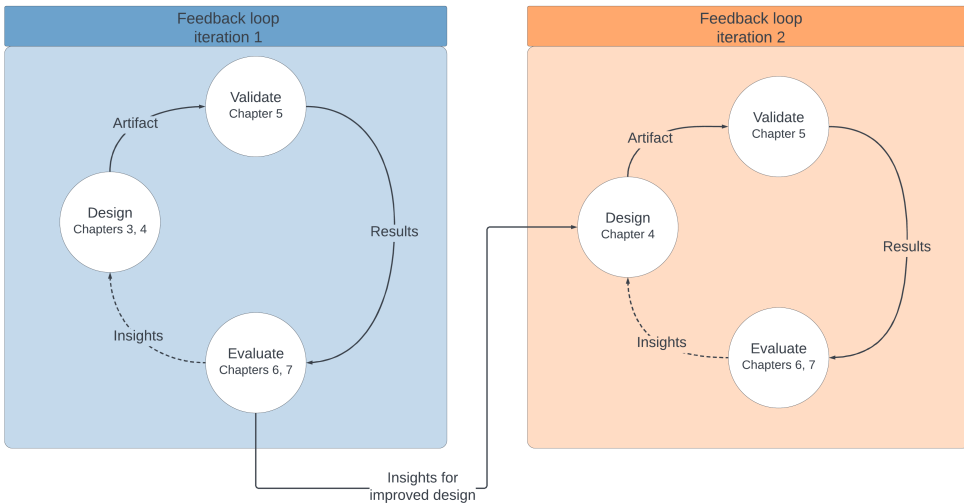 Feedback loop
iteration 1
Validate
Chapter 5
Artifact
Design
Chapters 3, 4
Results
Insights
Evaluate
Chapters 6, 7
Insights for
improved design
Feedback loop
iteration 2
Validate
Chapter 5
Artifact
Design
Chapter 4
Results
Insights
Evaluate
Chapters 6, 7